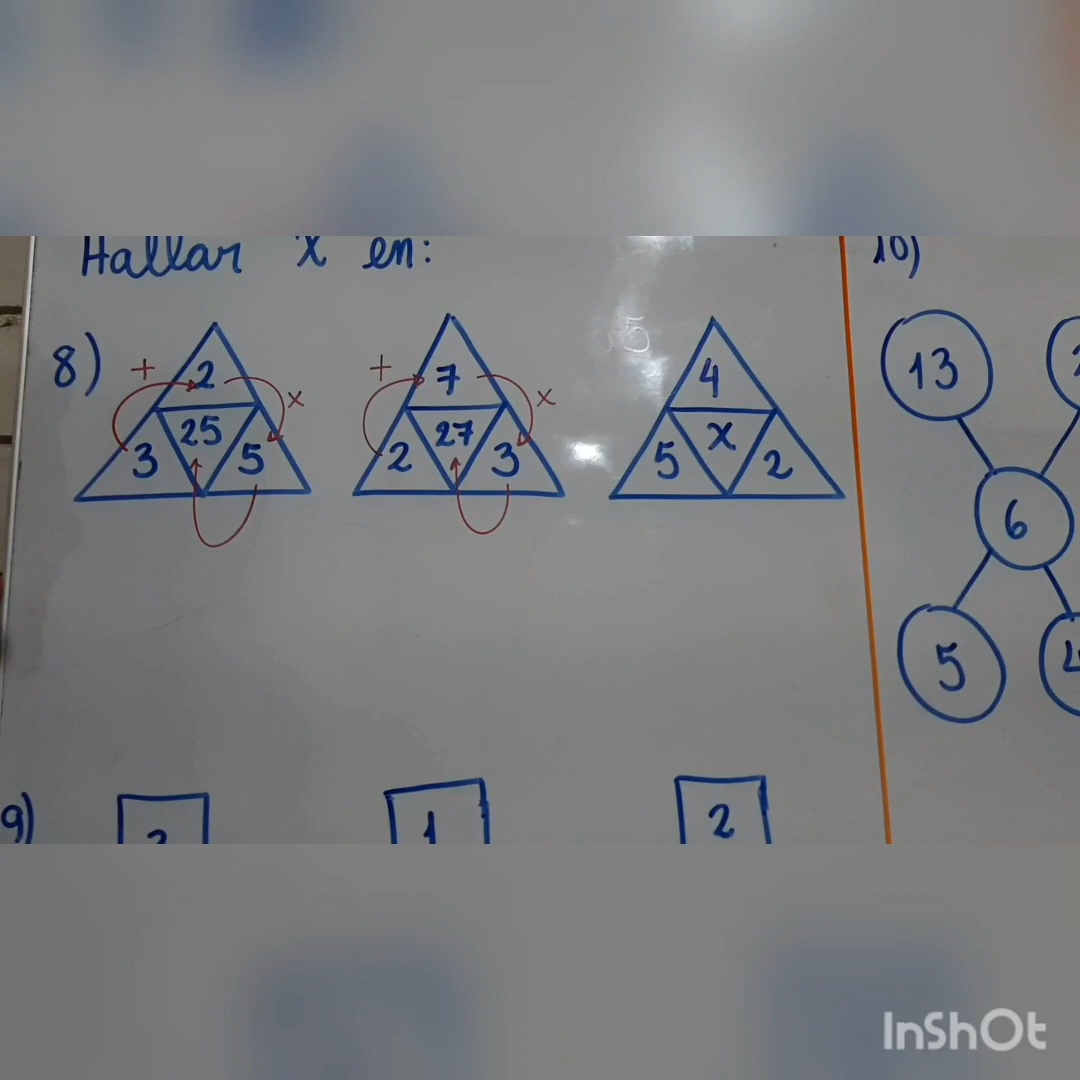 Hallar x en:
8)
+ 2 x
3 25 5
+ 7 x
2 27 3
4
5 x 2
10)
13
6
5
9)
1
2
InShOt